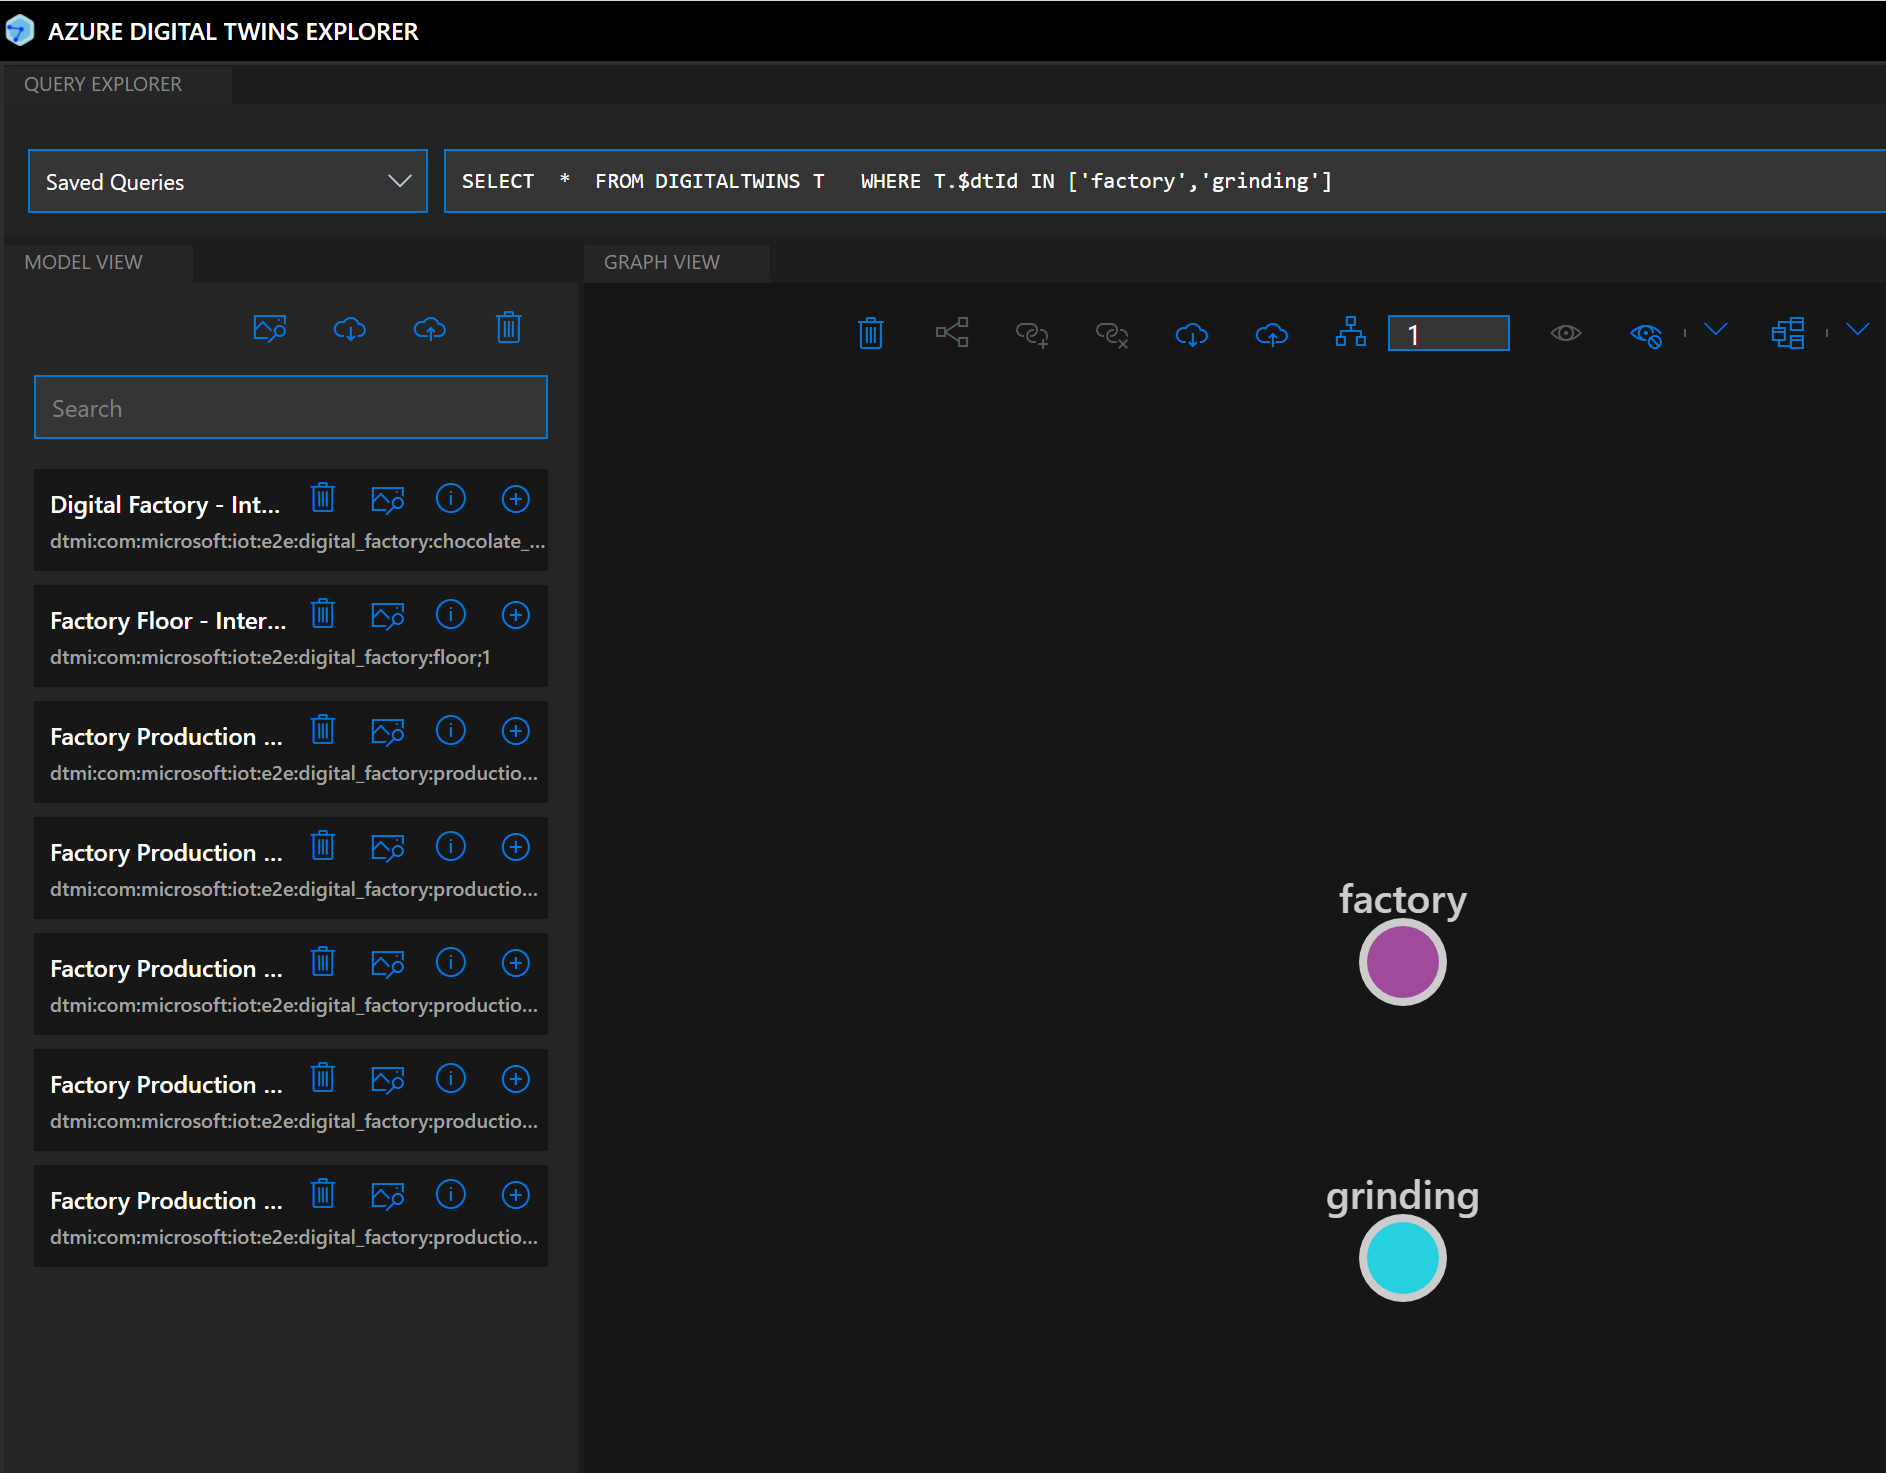 AZURE DIGITAL TWINS EXPLORER
QUERY EXPLORER
Saved Queries
SELECT  *  FROM DIGITALTWINS T   WHERE T.$dtId IN ['factory','grinding']
MODEL VIEW
GRAPH VIEW
1
Search
Digital Factory - Int...
dtmi:com:microsoft:iot:e2e:digital_factory:chocolate_...
Factory Floor - Inter...
dtmi:com:microsoft:iot:e2e:digital_factory:floor;1
Factory Production ...
dtmi:com:microsoft:iot:e2e:digital_factory:productio...
Factory Production ...
dtmi:com:microsoft:iot:e2e:digital_factory:productio...
Factory Production ...
dtmi:com:microsoft:iot:e2e:digital_factory:productio...
Factory Production ...
dtmi:com:microsoft:iot:e2e:digital_factory:productio...
Factory Production ...
dtmi:com:microsoft:iot:e2e:digital_factory:productio...
factory
grinding